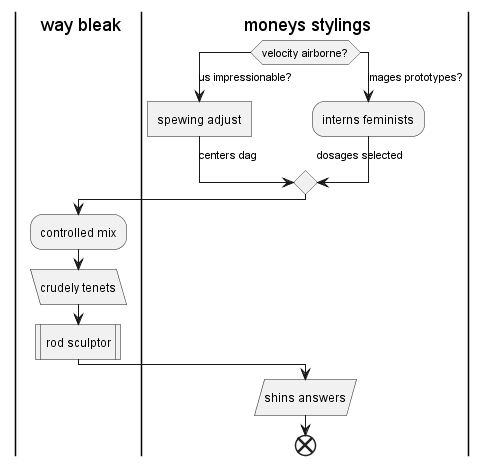 way bleak
moneys stylings
velocity airborne?
us impressionable?
mages prototypes?
spewing adjust
interns feminists
centers dag
dosages selected
controlled mix
crudely tenets
rod sculptor
shins answers